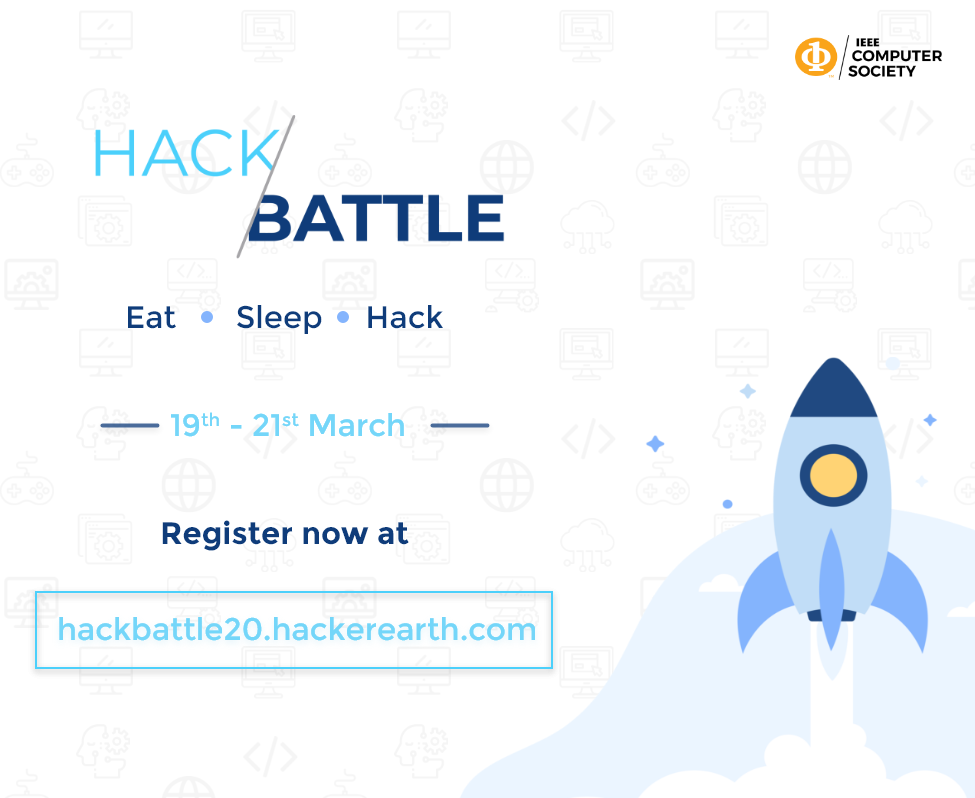 IEEE
COMPUTER
SOCIETY
HACK
BATTLE
Eat • Sleep • Hack
19th - 21st March
Register now at
hackbattle20.hackerearth.com